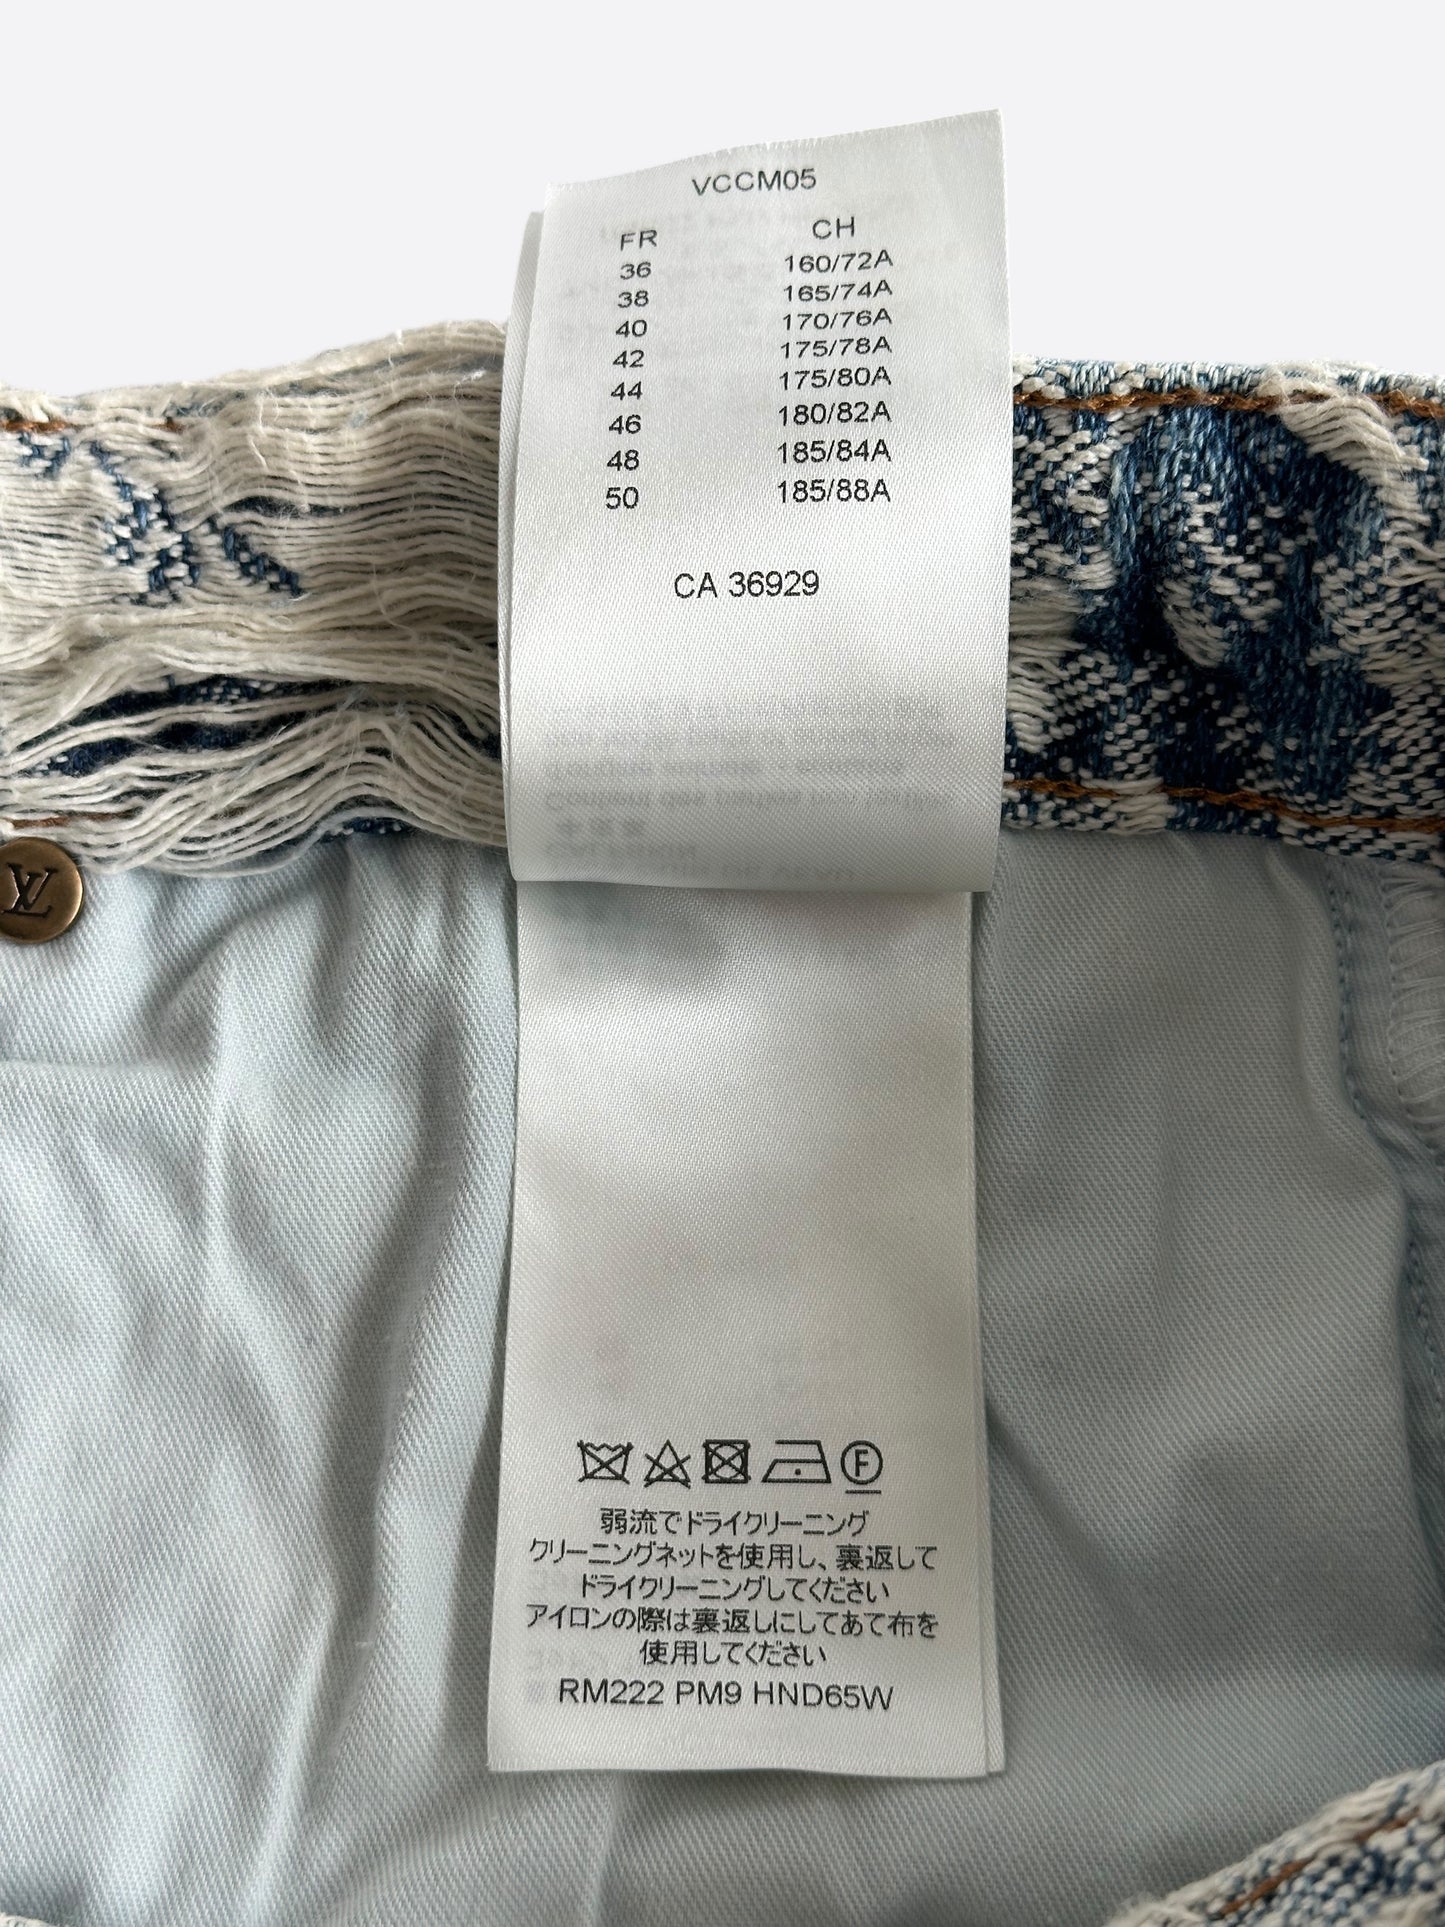 VCCM05
FR CH
36 160/72A
38 165/74A
40 170/76A
42 175/78A
44 175/80A
46 180/82A
48 185/84A
50 185/88A
CA 36929
LV
F
弱流でドライクリーニング
クリーニングネットを使用し、裏返して
ドライクリーニングしてください
アイロンの際は裏返しにしてあて布を
使用してください
RM222 PM9 HND65W